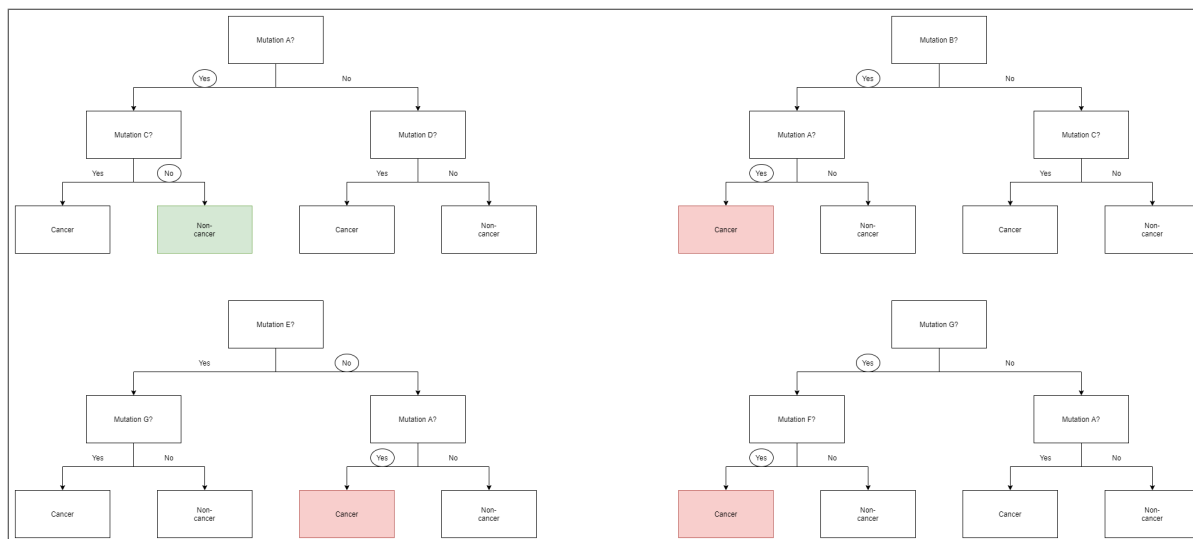 Mutation A?
Yes
No
Mutation C?
Mutation D?
Yes
No
Yes
No
Cancer
Non-
cancer
Cancer
Non-
cancer
Mutation B?
Yes
No
Mutation A?
Mutation C?
Yes
No
Yes
No
Cancer
Non-
cancer
Cancer
Non-
cancer
Mutation E?
Yes
No
Mutation G?
Mutation A?
Yes
No
Yes
No
Cancer
Non-
cancer
Cancer
Non-
cancer
Mutation G?
Yes
No
Mutation F?
Mutation A?
Yes
No
Yes
No
Cancer
Non-
cancer
Cancer
Non-
cancer